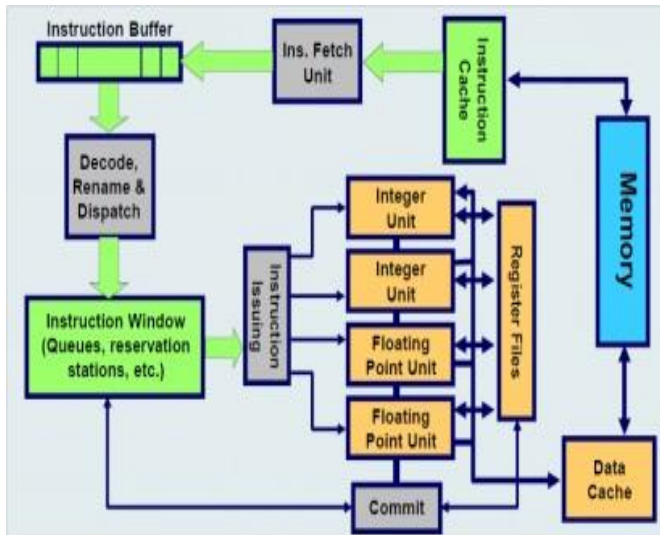 Instruction Buffer
Ins. Fetch
Unit
Instruction
Cache
Memory
Decode,
Rename &
Dispatch
Integer
Unit
Integer
Unit
Floating
Point Unit
Floating
Point Unit
Register Files
Instruction
Issuing
Instruction Window
(Queues, reservation
stations, etc.)
Commit
Data
Cache